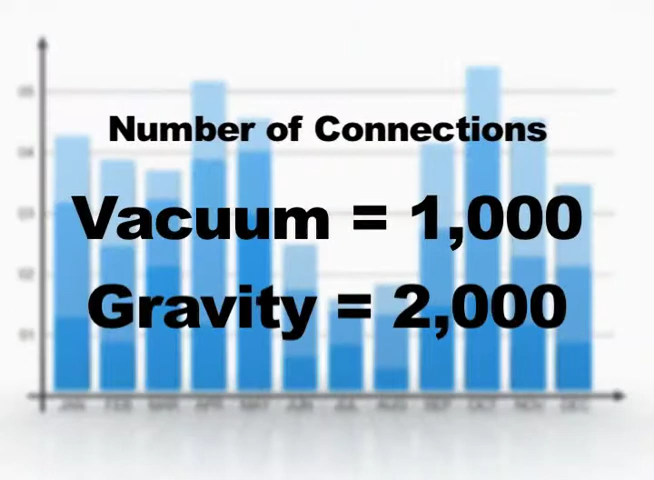 Number of Connections
Vacuum = 1,000
Gravity = 2,000